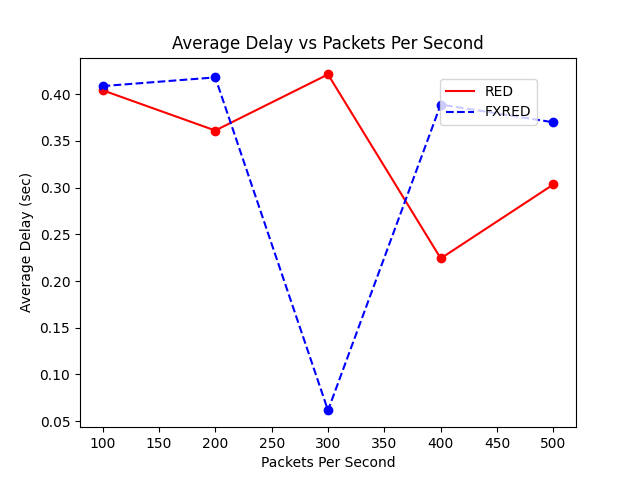 Average Delay vs Packets Per Second
RED
FXRED
0.40
0.35
0.30
0.25
0.20
0.15
0.10
0.05
Average Delay (sec)
100 150 200 250 300 350 400 450 500
Packets Per Second